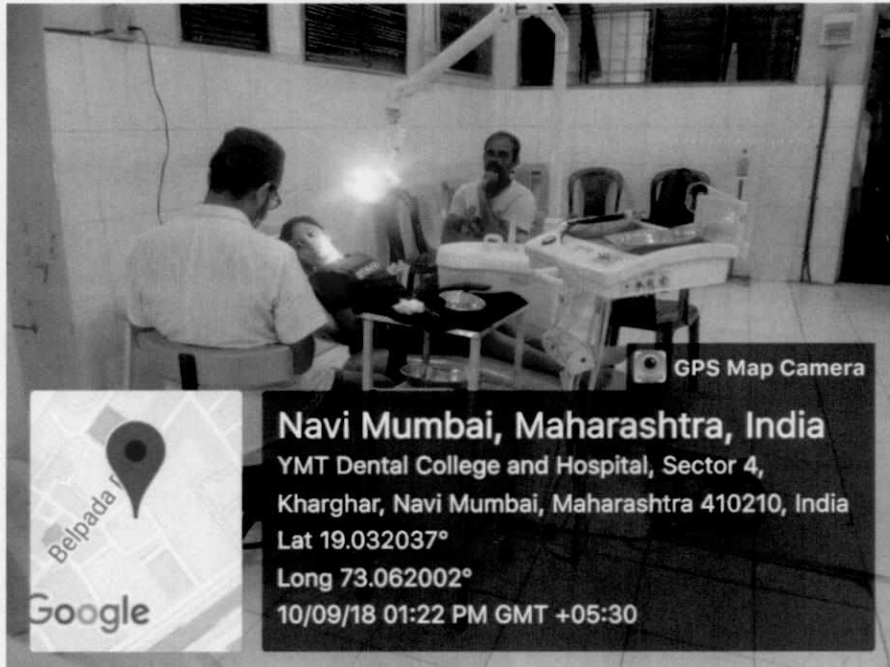 GPS Map Camera
Navi Mumbai, Maharashtra, India
YMT Dental College and Hospital, Sector 4,
Kharghar, Navi Mumbai, Maharashtra 410210, India
Lat 19.032037°
Long 73.062002°
10/09/18 01:22 PM GMT +05:30
Belpada
Google